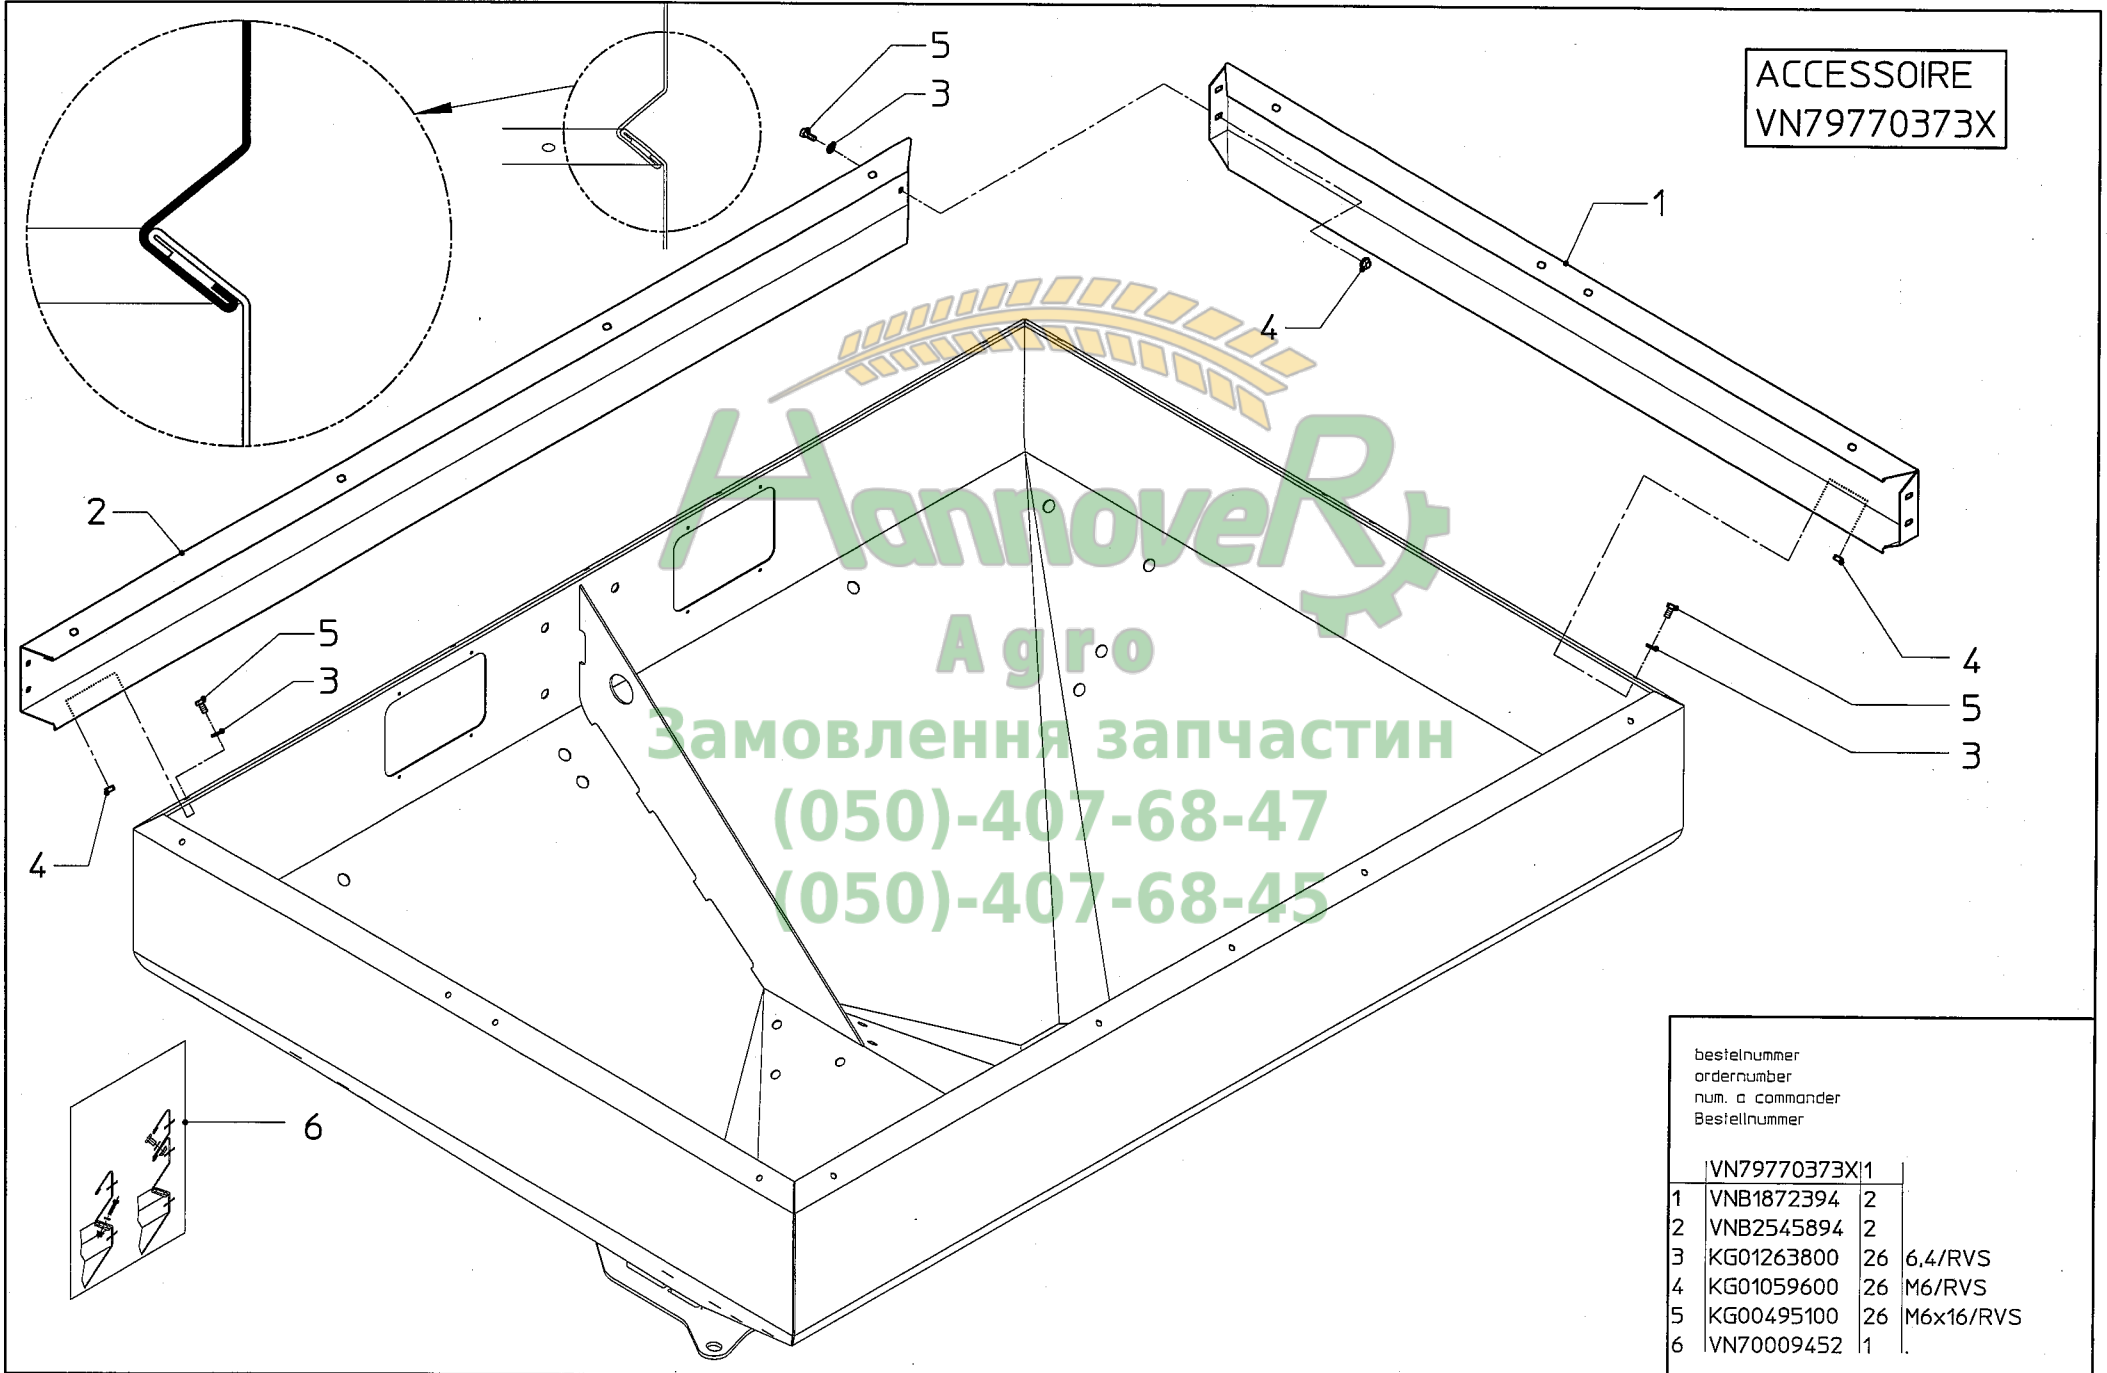 5
3
ACCESSOIRE
VN79770373X
1
4
2
5
3
4
4
5
3
6
HannoveR
Agro
Замовлення запчастин
(050)-407-68-47
(050)-407-68-45
bestelnummer
ordernumber
num. a commander
Bestellnummer
VN79770373X 1
1 VNB1872394 2
2 VNB2545894 2
3 KG01263800 26 6,4/RVS
4 KG01059600 26 M6/RVS
5 KG00495100 26 M6x16/RVS
6 VN70009452 1 .